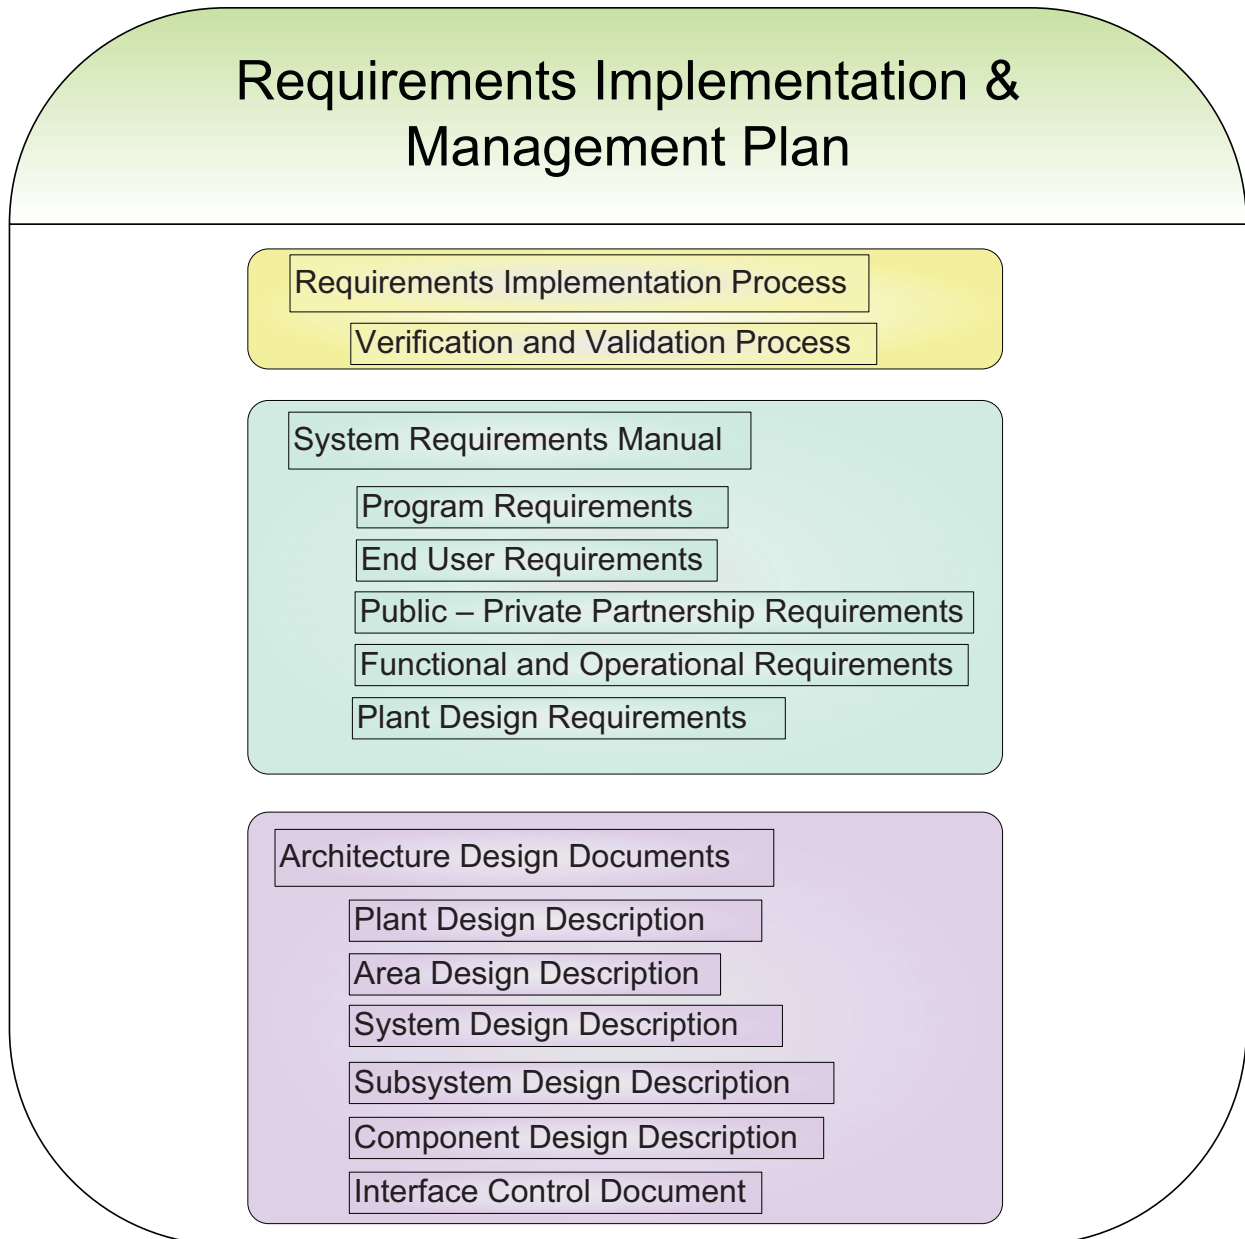 Requirements Implementation &
Management Plan
Requirements Implementation Process
Verification and Validation Process
System Requirements Manual
Program Requirements
End User Requirements
Public – Private Partnership Requirements
Functional and Operational Requirements
Plant Design Requirements
Architecture Design Documents
Plant Design Description
Area Design Description
System Design Description
Subsystem Design Description
Component Design Description
Interface Control Document